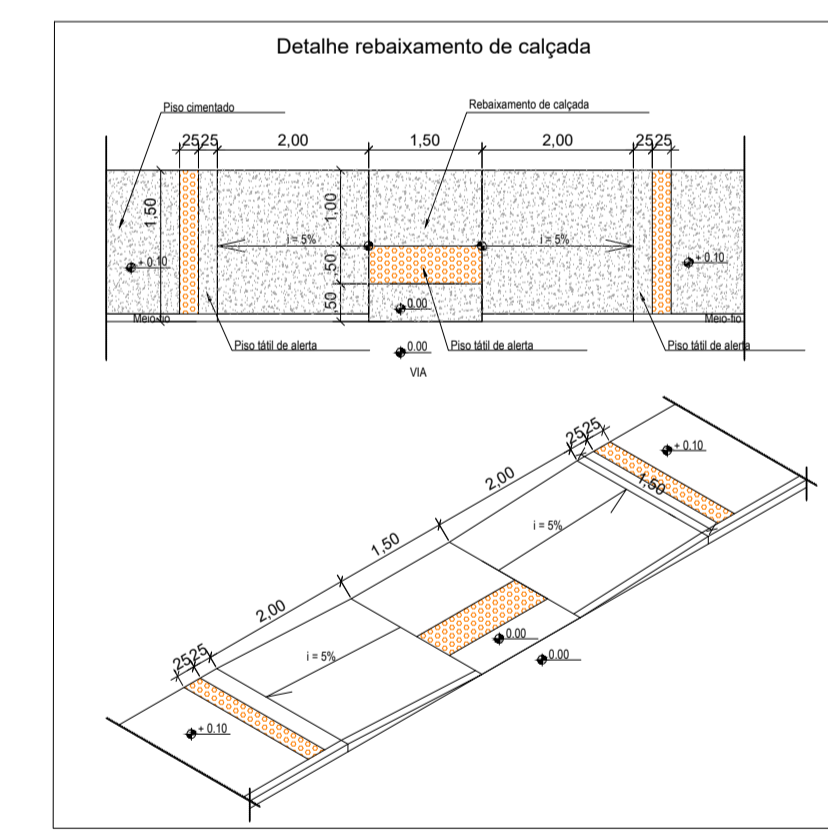 Detalhe rebaixamento de calçada
Piso cimentado
Rebaixamento de calçada
25 25 2,00 1,50 2,00 25 25
1,50
1,00
i = 5%
i = 5%
+ 0.10
+ 0.10
,50
,50
0.00
Meio-fio
Meio-fio
Piso tátil de alerta
0.00
Piso tátil de alerta
Piso tátil de alerta
VIA
25 25
+ 0.10
2,00
1,50
1,50
i = 5%
2,00
0.00
0.00
25 25
i = 5%
+ 0.10